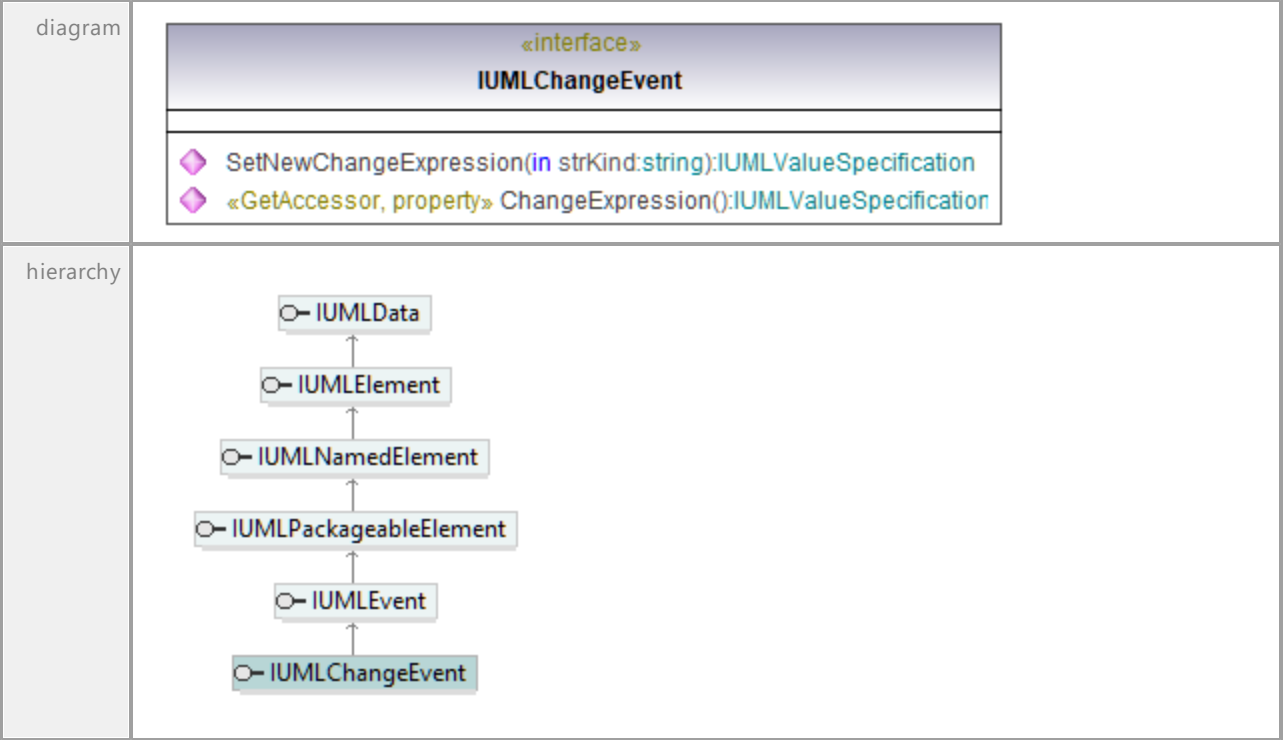 diagram
«interface»
IUMLChangeEvent
SetNewChangeExpression(in strKind:string):IUMLValueSpecification
«GetAccessor, property» ChangeExpression():IUMLValueSpecification
hierarchy
IUMLData
IUMLElement
IUMLNamedElement
IUMLPackageableElement
IUMLEvent
IUMLChangeEvent